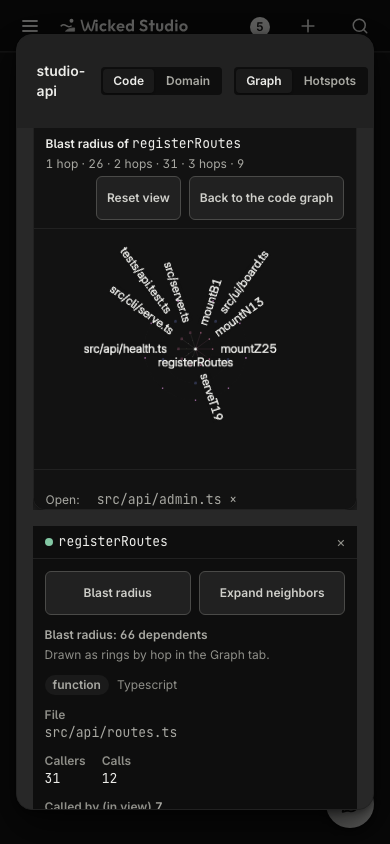 Wicked Studio
5
studio-
api
Code
Domain
Graph
Hotspots
Blast radius of registerRoutes
1 hop · 26 · 2 hops · 31 · 3 hops · 9
Reset view
Back to the code graph
tests/api.test.ts
src/server.ts
src/ui/board.ts
src/cli/serve.ts
mountB1
mountN13
src/api/health.ts
mountZ25
registerRoutes
serveT19
Open:
src/api/admin.ts ×
registerRoutes
×
Blast radius
Expand neighbors
Blast radius: 66 dependents
Drawn as rings by hop in the Graph tab.
function
Typescript
File
src/api/routes.ts
Callers
Calls
31
12
Called by (in view) 7